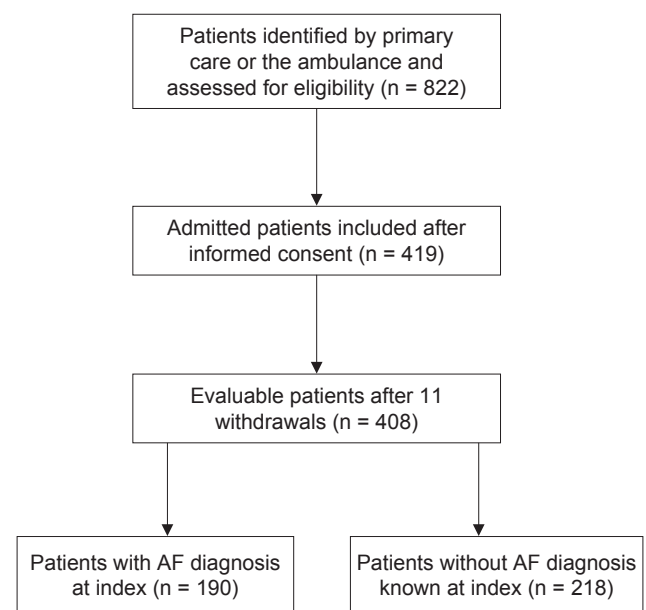 Patients identified by primary
care or the ambulance and
assessed for eligibility (n = 822)
Admitted patients included after
informed consent (n = 419)
Evaluable patients after 11
withdrawals (n = 408)
Patients with AF diagnosis
at index (n = 190)
Patients without AF diagnosis
known at index (n = 218)